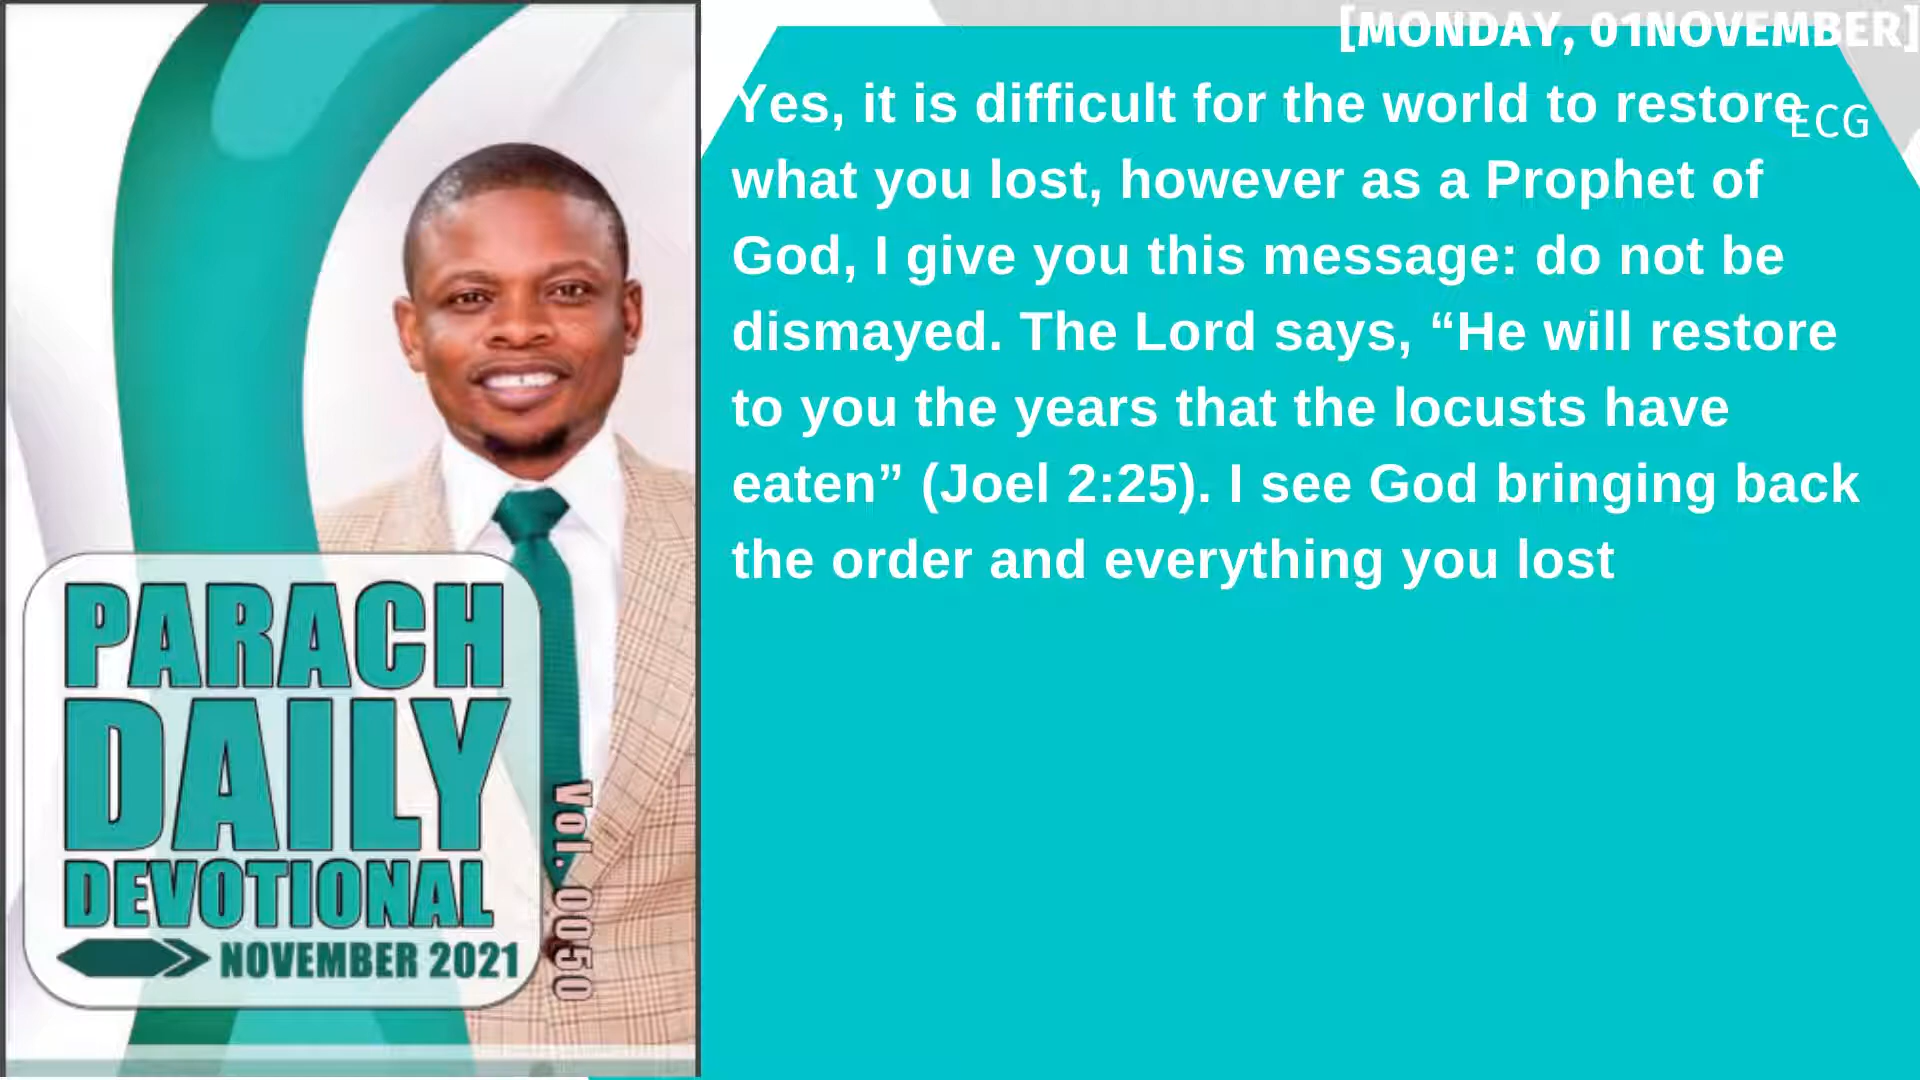 [MONDAY, 01NOVEMBER]
ECG
Yes, it is difficult for the world to restore
what you lost, however as a Prophet of
God, I give you this message: do not be
dismayed. The Lord says, “He will restore
to you the years that the locusts have
eaten” (Joel 2:25). I see God bringing back
the order and everything you lost
PARACH
DAILY
DEVOTIONAL
NOVEMBER 2021
Vol. 0050